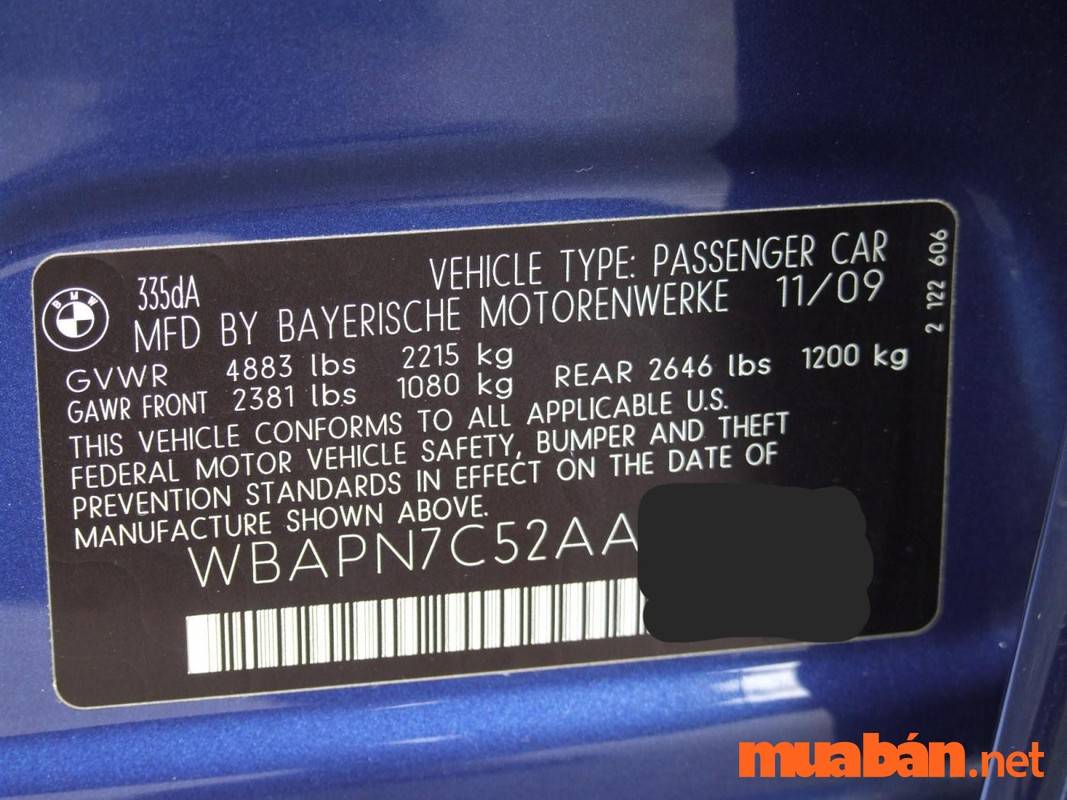 BMW
335dA
VEHICLE TYPE: PASSENGER CAR
MFD BY BAYERISCHE MOTORENWERKE 11/09
GVWR 4883 lbs 2215 kg
GAWR FRONT 2381 lbs 1080 kg REAR 2646 lbs 1200 kg
THIS VEHICLE CONFORMS TO ALL APPLICABLE U.S.
FEDERAL MOTOR VEHICLE SAFETY, BUMPER AND THEFT
PREVENTION STANDARDS IN EFFECT ON THE DATE OF
MANUFACTURE SHOWN ABOVE.
WBAPN7C52AA
2 122 606
muabán.net